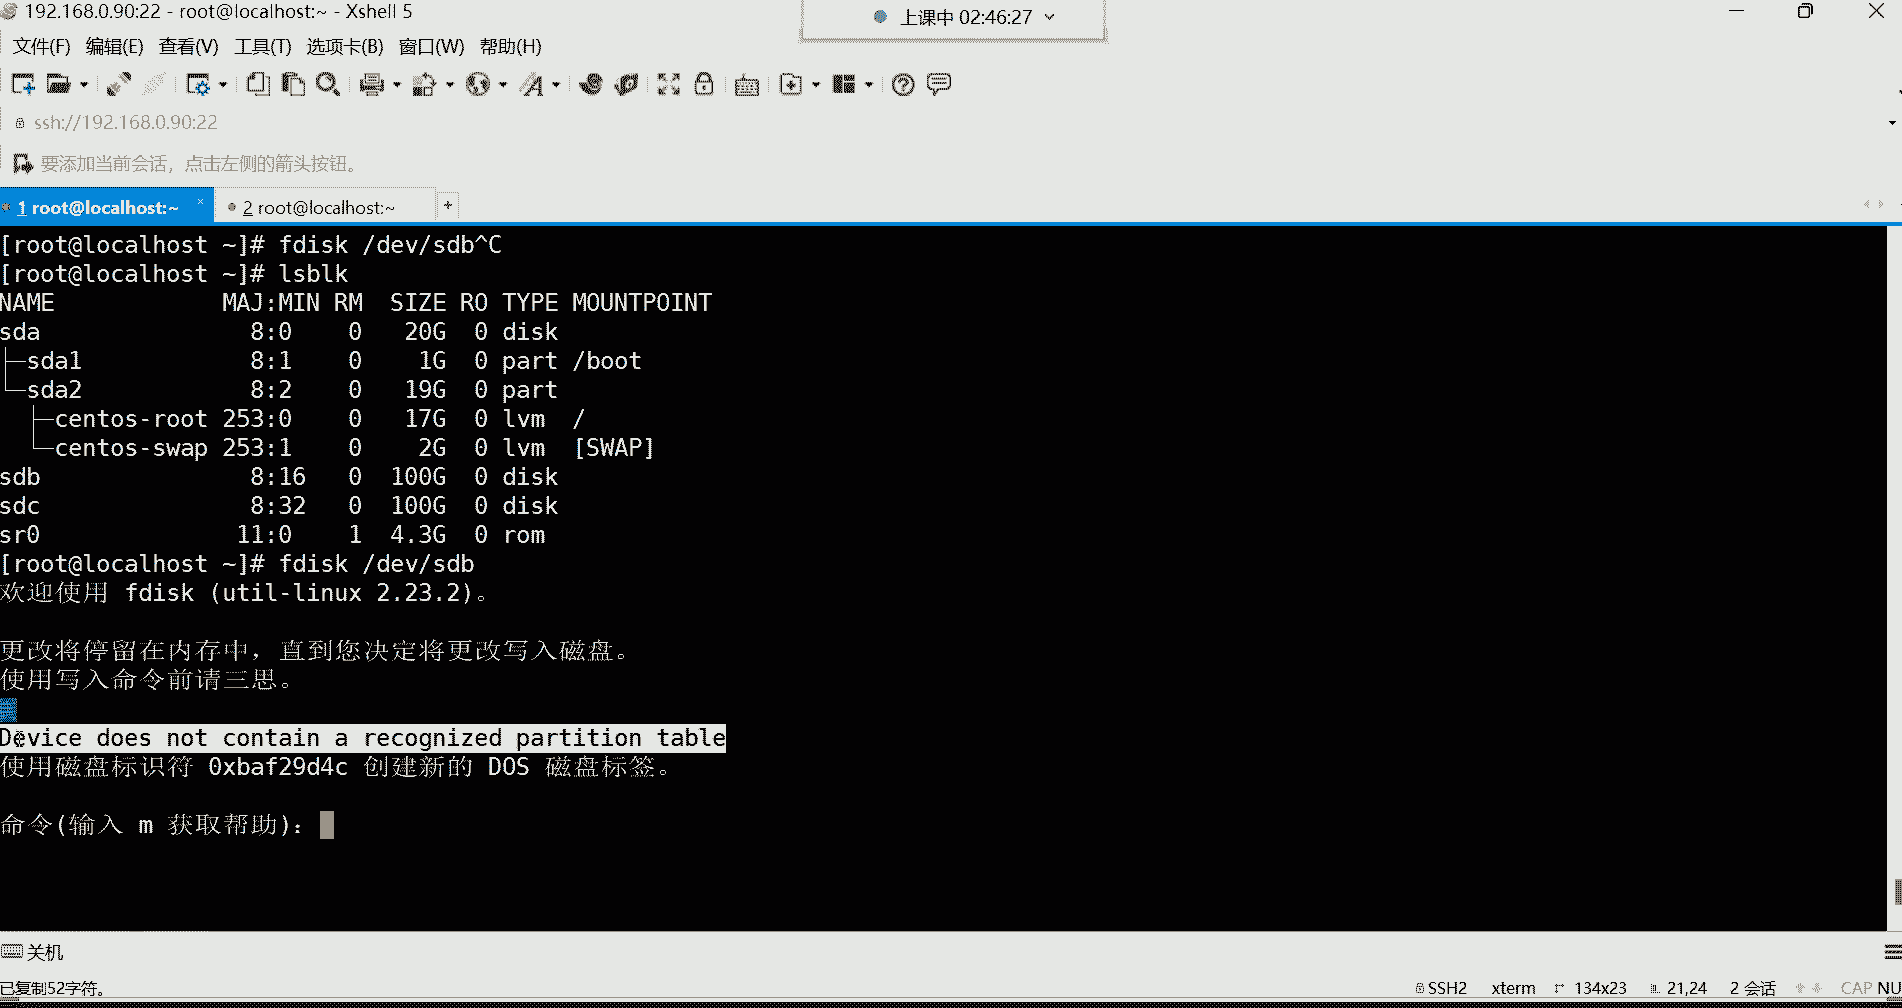 192.168.0.90:22 - root@localhost:~ - Xshell 5
上课中 02:46:27
文件(F) 编辑(E) 查看(V) 工具(T) 选项卡(B) 窗口(W) 帮助(H)
ssh://192.168.0.90:22
要添加当前会话，点击左侧的箭头按钮。
1 root@localhost:~ × 2 root@localhost:~ +
[root@localhost ~]# fdisk /dev/sdb^C
[root@localhost ~]# lsblk
NAME MAJ:MIN RM SIZE RO TYPE MOUNTPOINT
sda 8:0 0 20G 0 disk
├─sda1 8:1 0 1G 0 part /boot
└─sda2 8:2 0 19G 0 part
├─centos-root 253:0 0 17G 0 lvm /
└─centos-swap 253:1 0 2G 0 lvm [SWAP]
sdb 8:16 0 100G 0 disk
sdc 8:32 0 100G 0 disk
sr0 11:0 1 4.3G 0 rom
[root@localhost ~]# fdisk /dev/sdb
欢迎使用 fdisk (util-linux 2.23.2)。
更改将停留在内存中，直到您决定将更改写入磁盘。
使用写入命令前请三思。
Device does not contain a recognized partition table
使用磁盘标识符 0xbaf29d4c 创建新的 DOS 磁盘标签。
命令(输入 m 获取帮助)：
关机
已复制52字符。 SSH2 xterm 134x23 21,24 2 会话 CAP NU